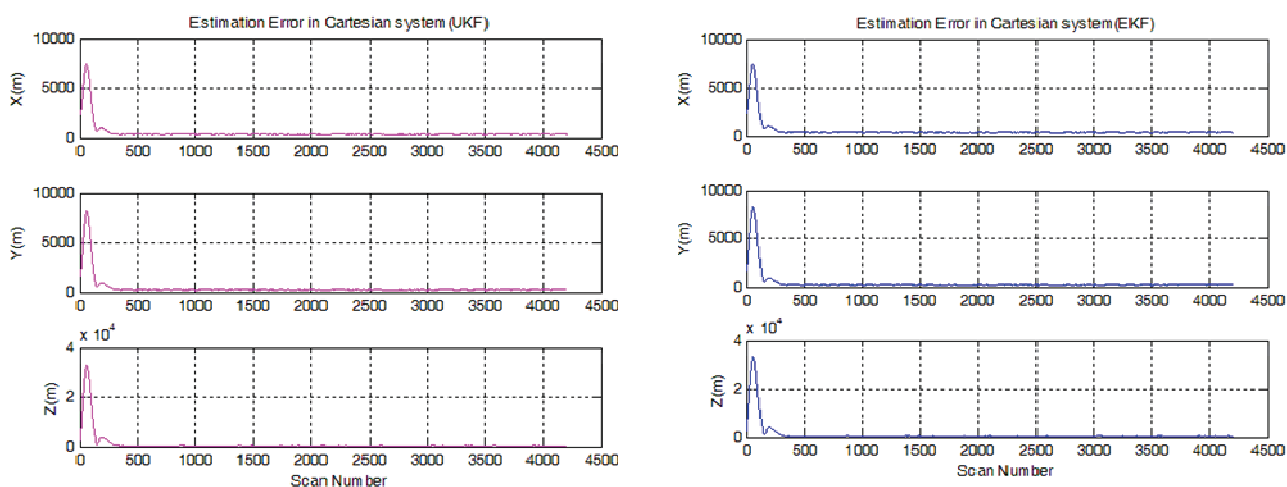 Estimation Error in Cartesian system (UKF)
10000
5000
0
X(m)
0 500 1000 1500 2000 2500 3000 3500 4000 4500
10000
5000
0
Y(m)
0 500 1000 1500 2000 2500 3000 3500 4000 4500
x 10^4
4
2
0
Z(m)
0 500 1000 1500 2000 2500 3000 3500 4000 4500
Scan Number
Estimation Error in Cartesian system(EKF)
10000
5000
0
X(m)
0 500 1000 1500 2000 2500 3000 3500 4000 4500
10000
5000
0
Y(m)
0 500 1000 1500 2000 2500 3000 3500 4000 4500
x 10^4
4
2
0
Z(m)
0 500 1000 1500 2000 2500 3000 3500 4000 4500
Scan Number